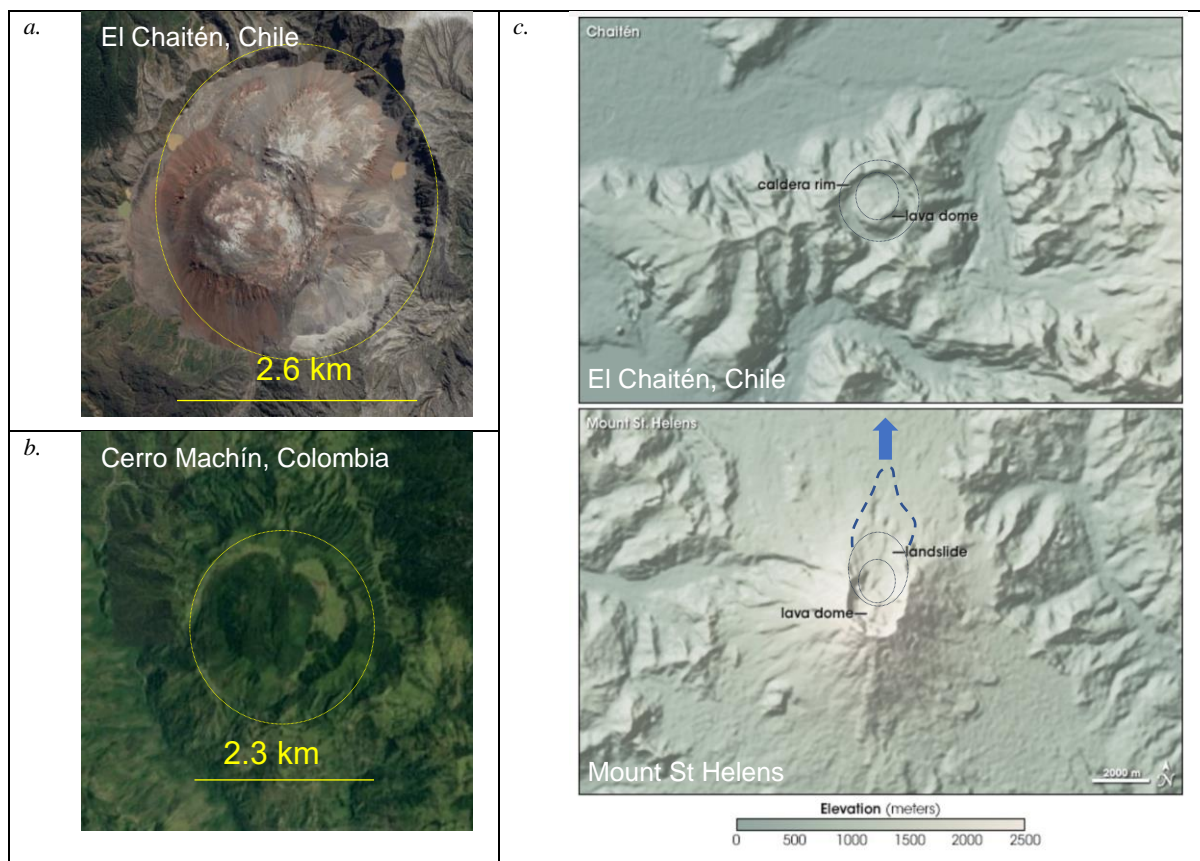 a.
El Chaitén, Chile
2.6 km
b.
Cerro Machín, Colombia
2.3 km
c.
Chaitén
caldera rim
lava dome
El Chaitén, Chile
Mount St. Helens
landslide
lava dome
Mount St Helens
2000 m
N
Elevation (meters)
0 500 1000 1500 2000 2500